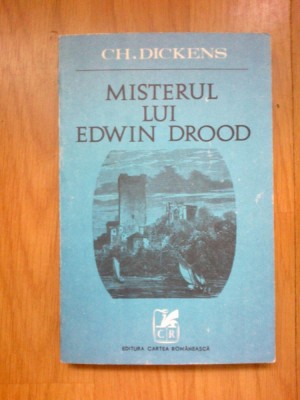 CH. DICKENS
MISTERUL
LUI
EDWIN DROOD
CR
EDITURA CARTEA ROMÂNEASCĂ